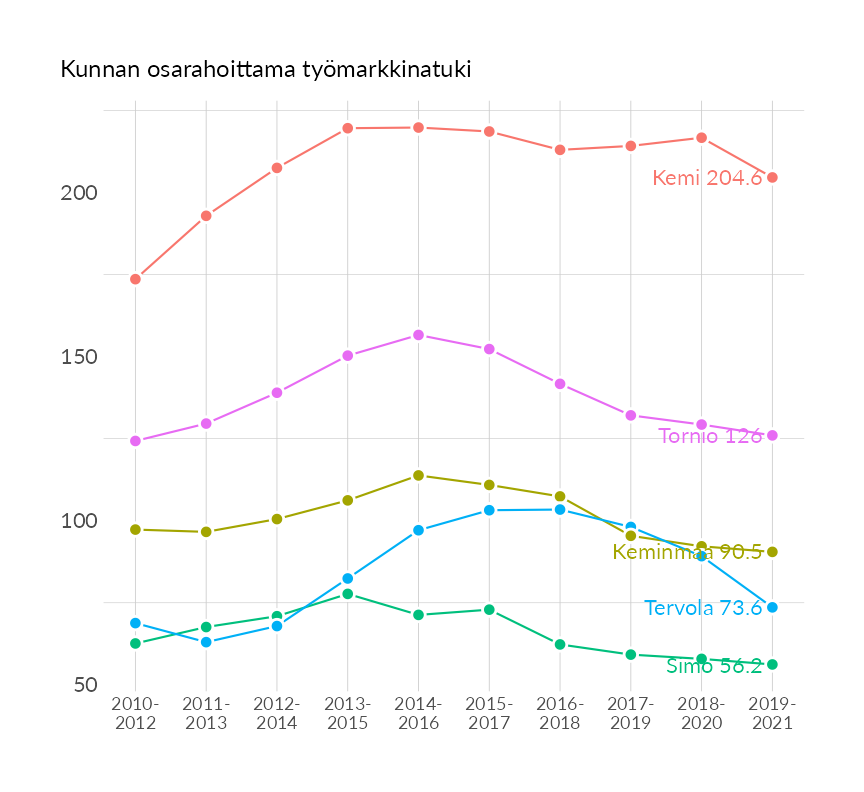 Kunnan osarahoittama työmarkkinatuki
200
150
100
50
Kemi 204.6
Tornio 126
Keminmaa 90.5
Tervola 73.6
Simo 56.2
2010- 2011- 2012- 2013- 2014- 2015- 2016- 2017- 2018- 2019-
2012 2013 2014 2015 2016 2017 2018 2019 2020 2021